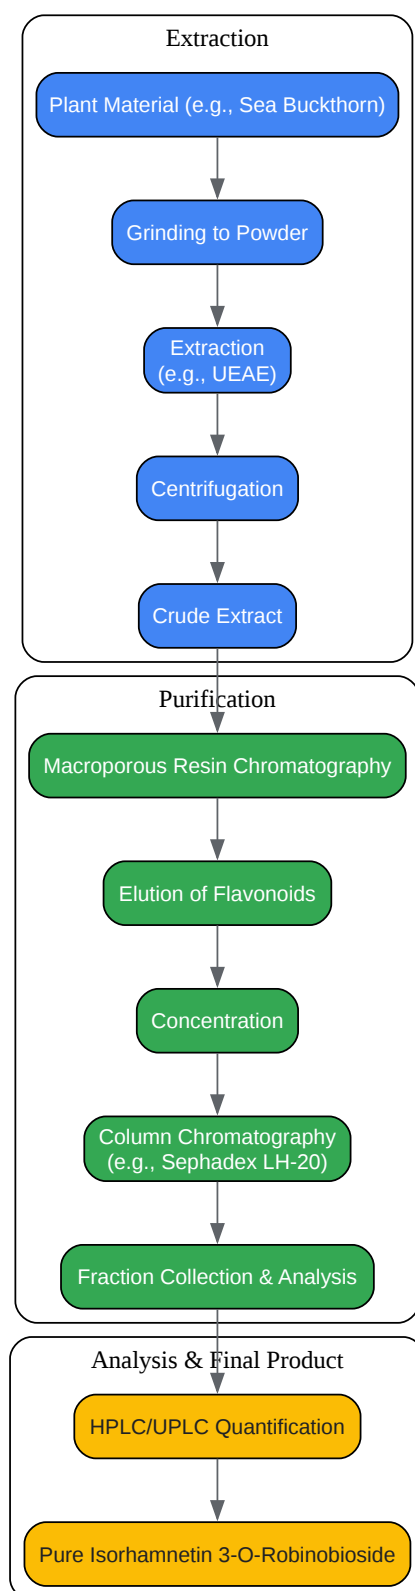 Extraction
Plant Material (e.g., Sea Buckthorn)
Grinding to Powder
Extraction
(e.g., UEAE)
Centrifugation
Crude Extract
Purification
Macroporous Resin Chromatography
Elution of Flavonoids
Concentration
Column Chromatography
(e.g., Sephadex LH-20)
Fraction Collection & Analysis
Analysis & Final Product
HPLC/UPLC Quantification
Pure Isorhamnetin 3-O-Robinobioside